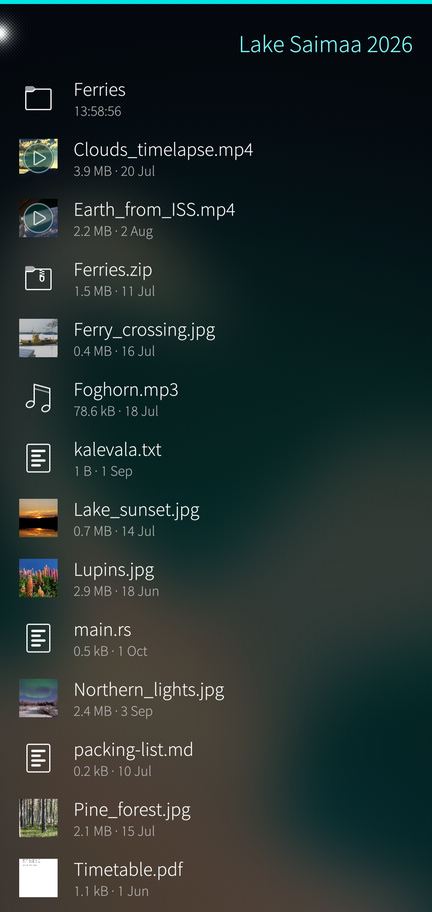 Lake Saimaa 2026
Ferries
13:58:56
Clouds_timelapse.mp4
3.9 MB · 20 Jul
Earth_from_ISS.mp4
2.2 MB · 2 Aug
Ferries.zip
1.5 MB · 11 Jul
Ferry_crossing.jpg
0.4 MB · 16 Jul
Foghorn.mp3
78.6 kB · 18 Jul
kalevala.txt
1 B · 1 Sep
Lake_sunset.jpg
0.7 MB · 14 Jul
Lupins.jpg
2.9 MB · 18 Jun
main.rs
0.5 kB · 1 Oct
Northern_lights.jpg
2.4 MB · 3 Sep
packing-list.md
0.2 kB · 10 Jul
Pine_forest.jpg
2.1 MB · 15 Jul
Timetable.pdf
1.1 kB · 1 Jun